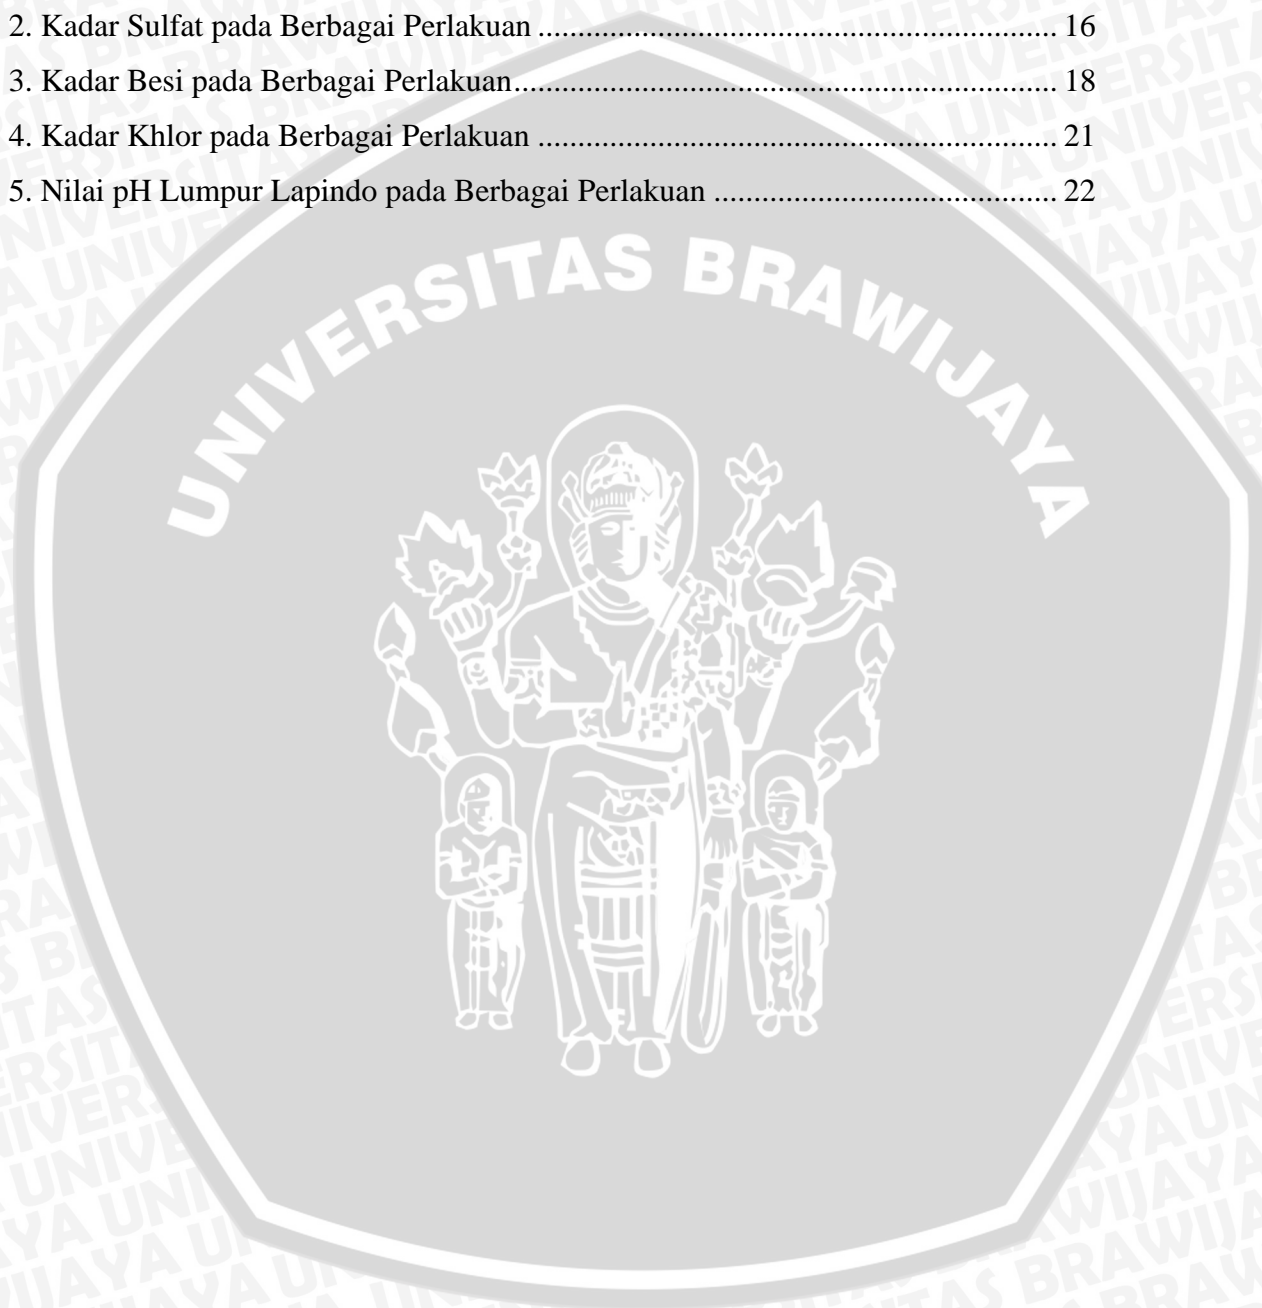 2. Kadar Sulfat pada Berbagai Perlakuan .......................................................... 16
3. Kadar Besi pada Berbagai Perlakuan............................................................. 18
4. Kadar Khlor pada Berbagai Perlakuan .......................................................... 21
5. Nilai pH Lumpur Lapindo pada Berbagai Perlakuan ...................................... 22
UNIVERSITAS BRAWIJAYA